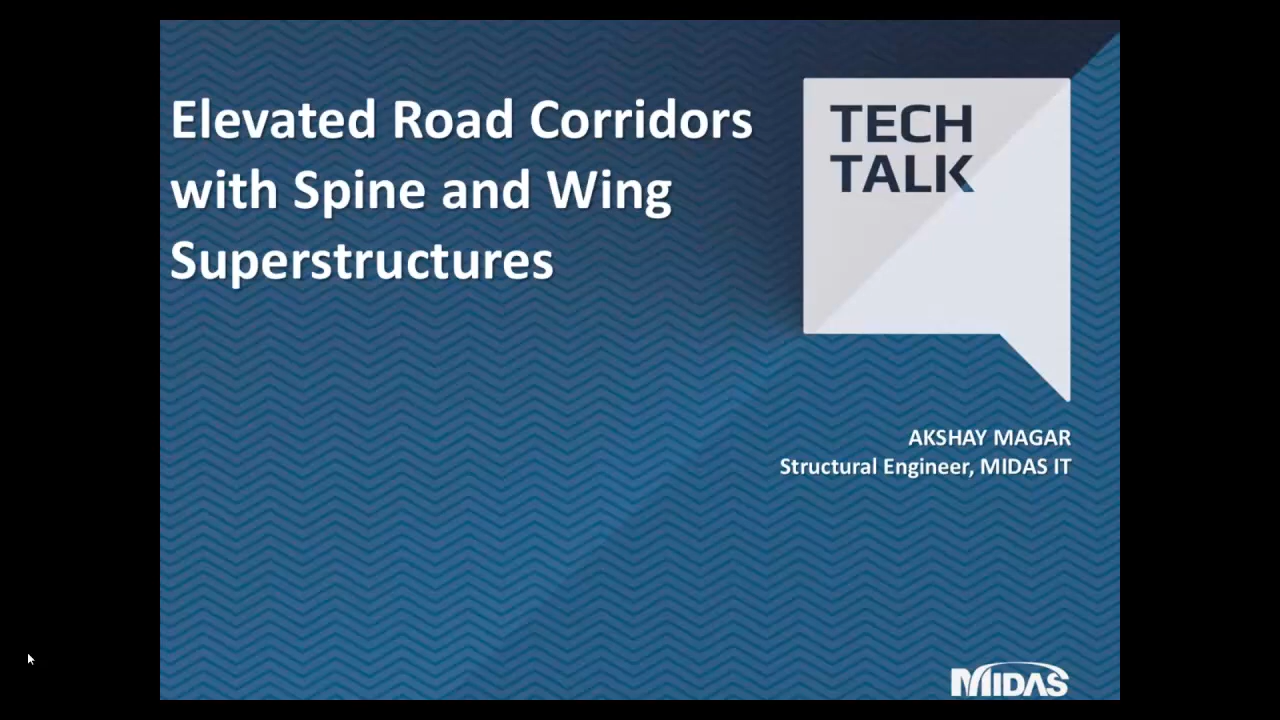 Elevated Road Corridors
with Spine and Wing
Superstructures
TECH
TALK
AKSHAY MAGAR
Structural Engineer, MIDAS IT
MIDAS